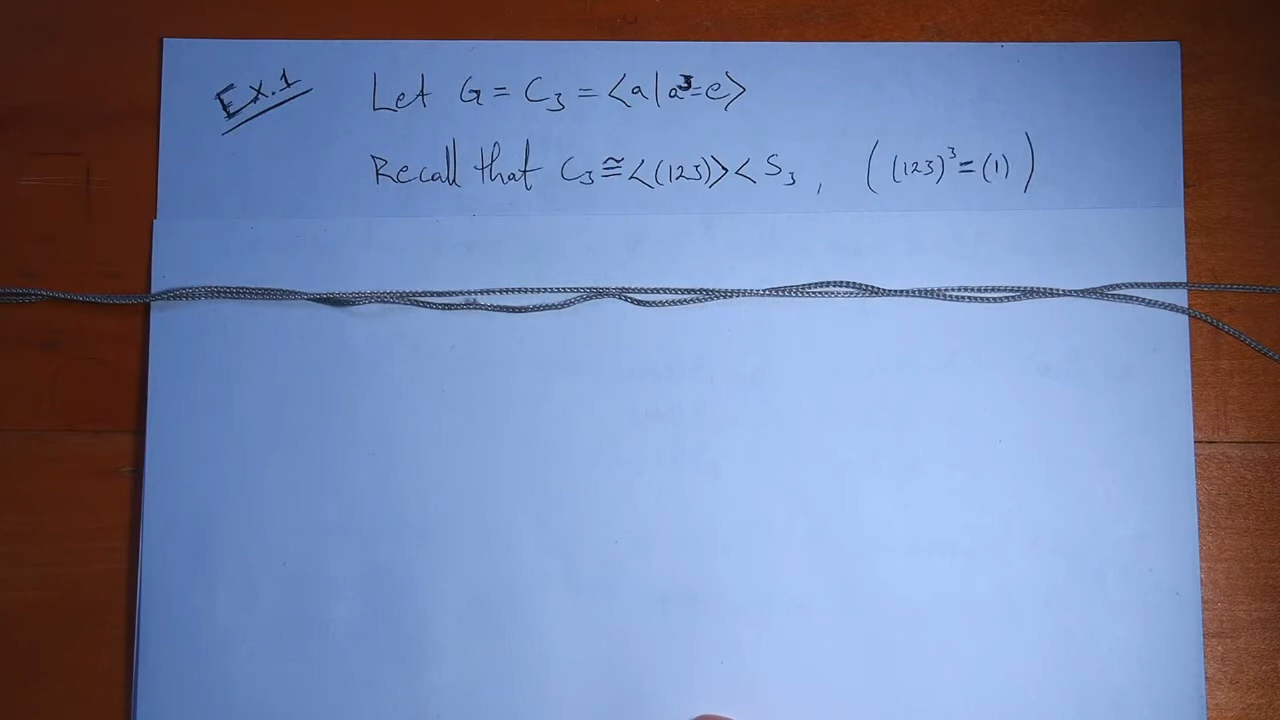 Ex.1 Let G = C₃ = <a|a³=e>
Recall that C₃ ≅ <(123)> < S₃ , ( (123)³ = (1) )